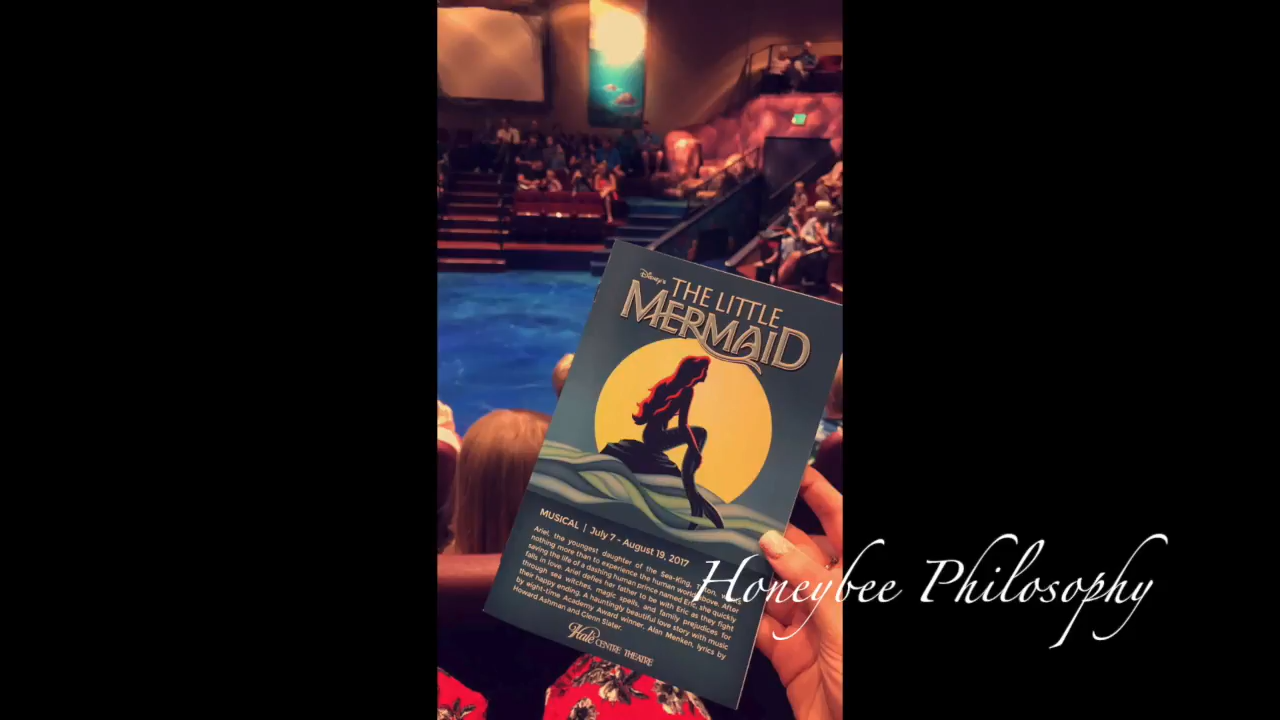 Disney's
THE LITTLE
MERMAID
MUSICAL | July 7 - August 19, 2017
Ariel, the youngest daughter of the Sea-King, Triton, wants
nothing more than to experience the human world above. After
saving the life of a dashing human prince named Eric, she quickly
falls in love. Ariel defies her father to be with Eric as they fight
through sea witches, magic spells, and family prejudices for
their happy ending. A hauntingly beautiful love story with music
by eight-time Academy Award winner, Alan Menken, lyrics by
Howard Ashman and Glenn Slater.
Hale CENTRE THEATRE
Honeybee Philosophy